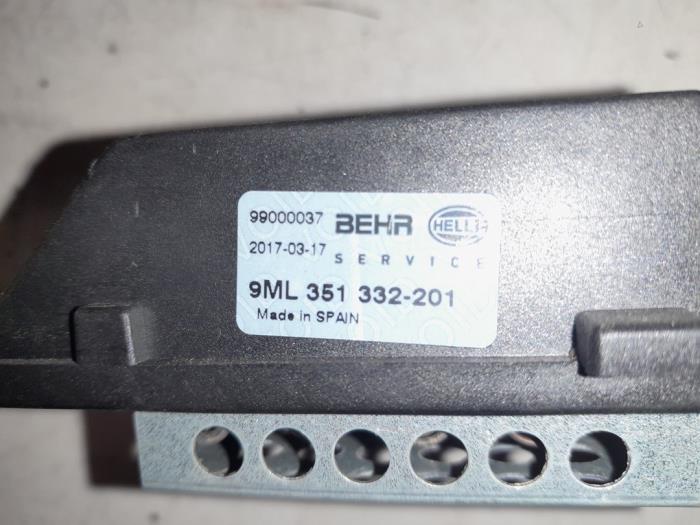 99000037 BEHR HELLA
2017-03-17 SERVICE
9ML 351 332-201
Made in SPAIN